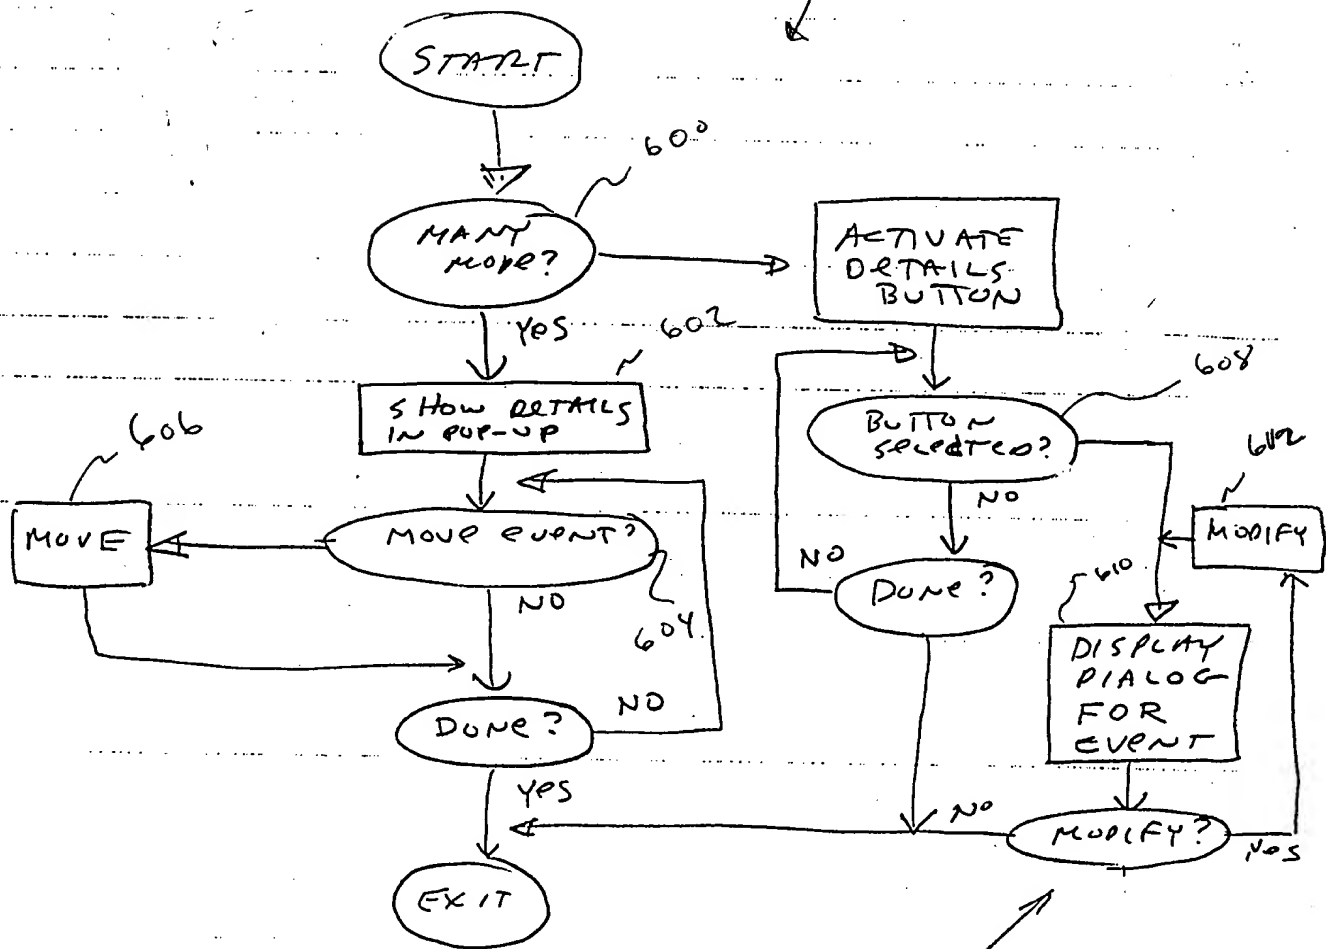 START
600
MANY
MODE?
ACTIVATE
DETAILS
BUTTON
YES
602
SHOW DETAILS
IN POP-UP
608
BUTTON
SELECTED?
606
612
MOVE
MOVE EVENT?
NO
MODIFY
NO
NO
DONE?
610
604
DISPLAY
DIALOG
FOR
EVENT
DONE?
NO
YES
NO
MODIFY?
YES
EXIT